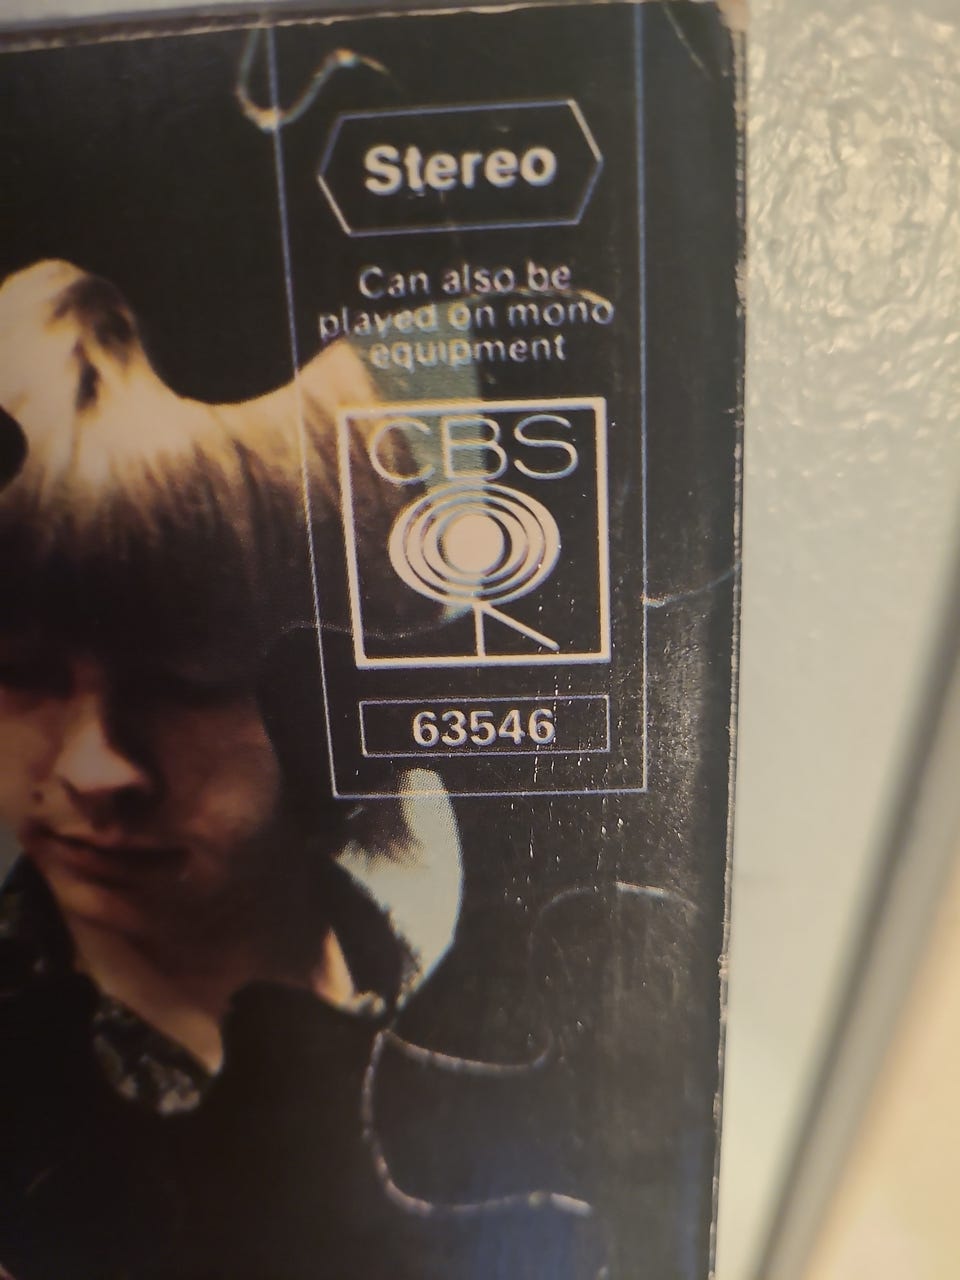 Stereo
Can also be
played on mono
equipment
CBS
63546